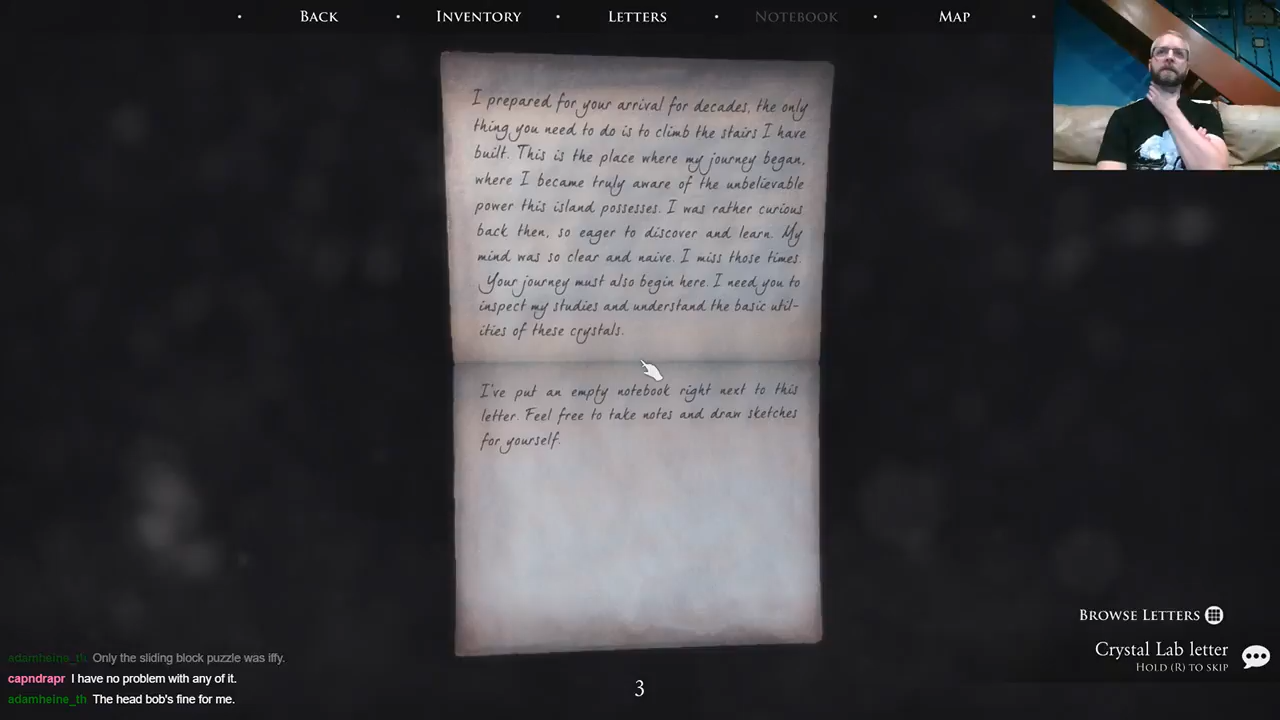 BACK
INVENTORY
LETTERS
NOTEBOOK
MAP
I prepared for your arrival for decades, the only
thing you need to do is to climb the stairs I have
built. This is the place where my journey began,
where I became truly aware of the unbelievable
power this island possesses. I was rather curious
back then, so eager to discover and learn. My
mind was so clear and naive. I miss those times.
Your journey must also begin here. I need you to
inspect my studies and understand the basic util-
ities of these crystals.
I've put an empty notebook right next to this
letter. Feel free to take notes and draw sketches
for yourself.
3
BROWSE LETTERS
Crystal Lab letter
HOLD (R) TO SKIP
adamheine_th Only the sliding block puzzle was iffy.
capndrapr I have no problem with any of it.
adamheine_th The head bob's fine for me.